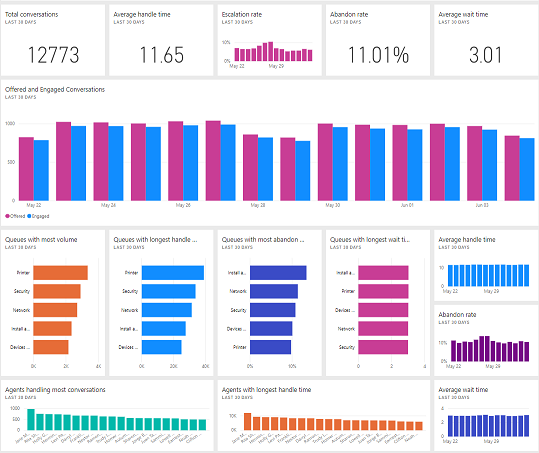 Total conversations
LAST 30 DAYS
12773
Average handle time
LAST 30 DAYS
11.65
Escalation rate
LAST 30 DAYS
10%
0%
May 22
May 29
Abandon rate
LAST 30 DAYS
11.01%
Average wait time
LAST 30 DAYS
3.01
Offered and Engaged Conversations
LAST 30 DAYS
1000
500
0
May 22
May 24
May 26
May 28
May 30
Jun 01
Jun 03
Offered
Engaged
Queues with most volume
LAST 30 DAYS
Printer
Security
Network
Install a...
Devices ...
0K
2K
4K
Queues with longest handle ...
LAST 30 DAYS
Printer
Security
Network
Install a...
Devices ...
0K
20K
40K
Queues with most abandon ...
LAST 30 DAYS
Install a...
Network
Security
Devices ...
Printer
0%
10%
Queues with longest wait ti...
LAST 30 DAYS
Install a...
Printer
Devices ...
Network
Security
0
2
4
Average handle time
LAST 30 DAYS
10
0
May 22
May 29
Abandon rate
LAST 30 DAYS
10%
0%
May 22
May 29
Agents handling most conversations
LAST 30 DAYS
1000
500
0
Agents with longest handle time
LAST 30 DAYS
10%
0%
Average wait time
LAST 30 DAYS
4
2
0
May 22
May 29